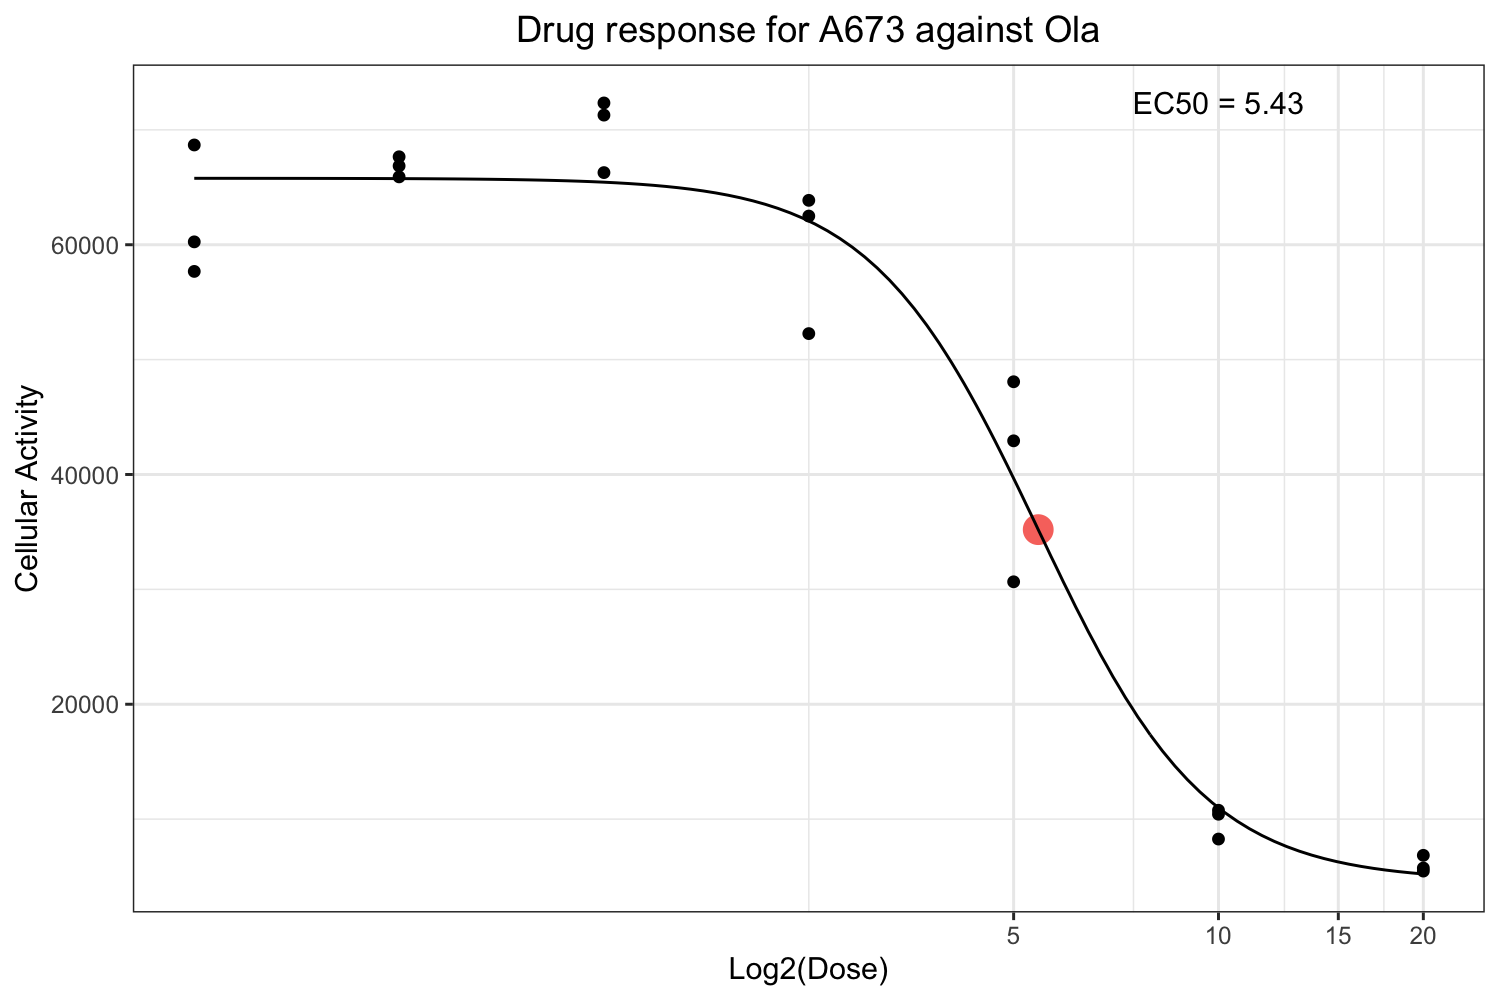 Drug response for A673 against Ola
EC50 = 5.43
Cellular Activity
60000
40000
20000
5
10
15
20
Log2(Dose)